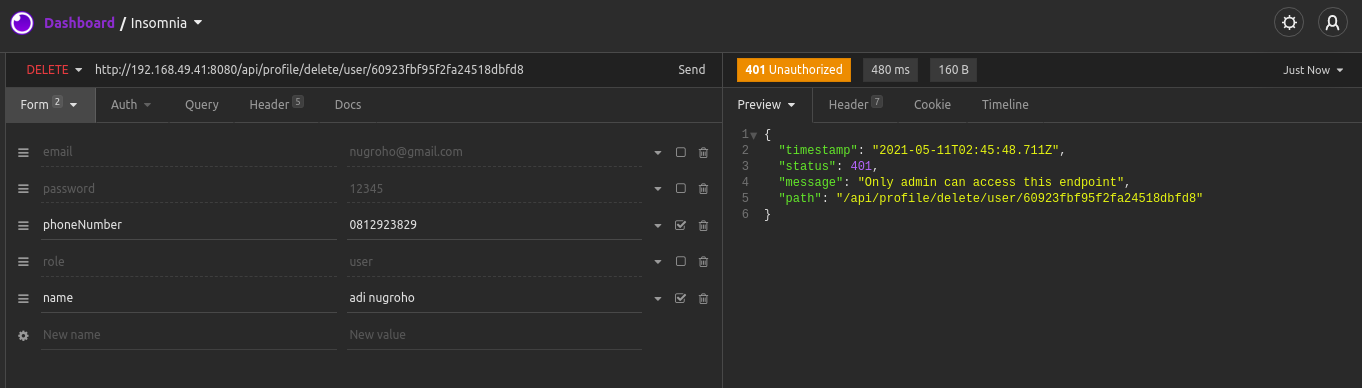 Dashboard / Insomnia
DELETE http://192.168.49.41:8080/api/profile/delete/user/60923fbf95f2fa24518dbfd8 Send
401 Unauthorized 480 ms 160 B Just Now
Form 2 Auth Query Header 5 Docs
Preview Header 7 Cookie Timeline
email nugroho@gmail.com
password 12345
phoneNumber 0812923829
role user
name adi nugroho
New name New value
1 {
2 "timestamp": "2021-05-11T02:45:48.711Z",
3 "status": 401,
4 "message": "Only admin can access this endpoint",
5 "path": "/api/profile/delete/user/60923fbf95f2fa24518dbfd8"
6 }